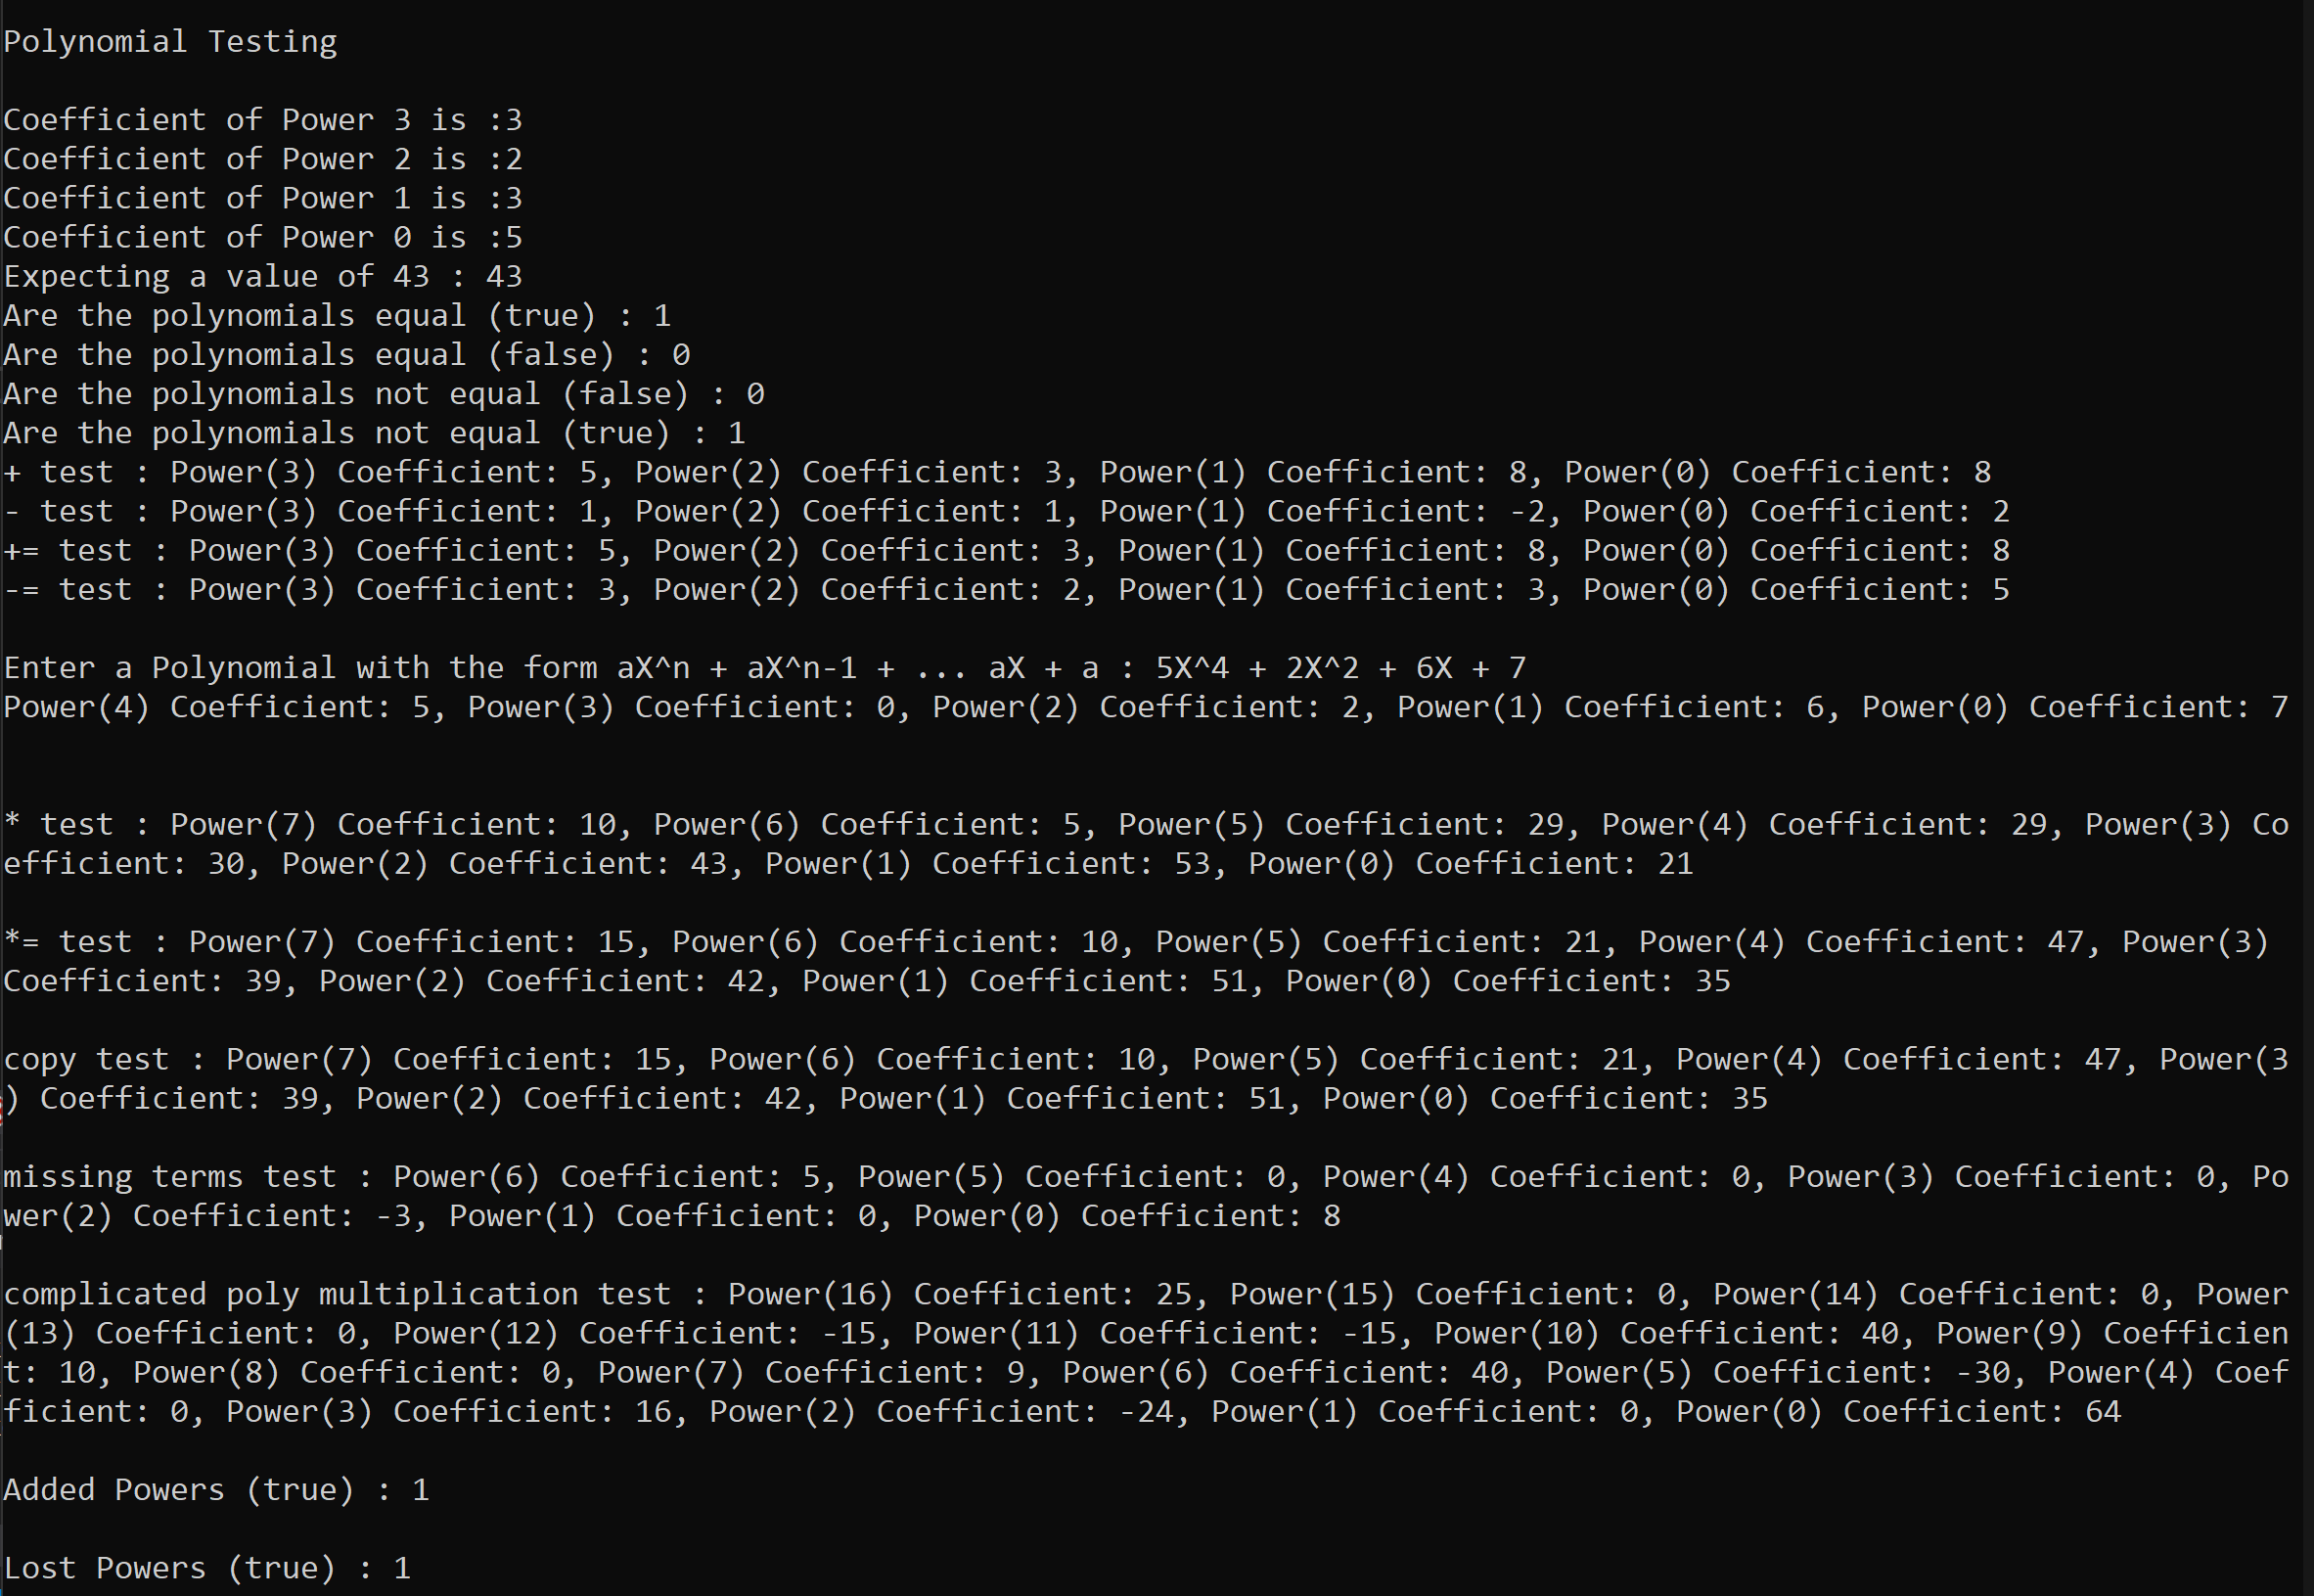 Polynomial Testing
Coefficient of Power 3 is :3
Coefficient of Power 2 is :2
Coefficient of Power 1 is :3
Coefficient of Power 0 is :5
Expecting a value of 43 : 43
Are the polynomials equal (true) : 1
Are the polynomials equal (false) : 0
Are the polynomials not equal (false) : 0
Are the polynomials not equal (true) : 1
+ test : Power(3) Coefficient: 5, Power(2) Coefficient: 3, Power(1) Coefficient: 8, Power(0) Coefficient: 8
- test : Power(3) Coefficient: 1, Power(2) Coefficient: 1, Power(1) Coefficient: -2, Power(0) Coefficient: 2
+= test : Power(3) Coefficient: 5, Power(2) Coefficient: 3, Power(1) Coefficient: 8, Power(0) Coefficient: 8
-= test : Power(3) Coefficient: 3, Power(2) Coefficient: 2, Power(1) Coefficient: 3, Power(0) Coefficient: 5
Enter a Polynomial with the form aX^n + aX^n-1 + ... aX + a : 5X^4 + 2X^2 + 6X + 7
Power(4) Coefficient: 5, Power(3) Coefficient: 0, Power(2) Coefficient: 2, Power(1) Coefficient: 6, Power(0) Coefficient: 7
* test : Power(7) Coefficient: 10, Power(6) Coefficient: 5, Power(5) Coefficient: 29, Power(4) Coefficient: 29, Power(3) Co
efficient: 30, Power(2) Coefficient: 43, Power(1) Coefficient: 53, Power(0) Coefficient: 21
*= test : Power(7) Coefficient: 15, Power(6) Coefficient: 10, Power(5) Coefficient: 21, Power(4) Coefficient: 47, Power(3)
Coefficient: 39, Power(2) Coefficient: 42, Power(1) Coefficient: 51, Power(0) Coefficient: 35
copy test : Power(7) Coefficient: 15, Power(6) Coefficient: 10, Power(5) Coefficient: 21, Power(4) Coefficient: 47, Power(3
) Coefficient: 39, Power(2) Coefficient: 42, Power(1) Coefficient: 51, Power(0) Coefficient: 35
missing terms test : Power(6) Coefficient: 5, Power(5) Coefficient: 0, Power(4) Coefficient: 0, Power(3) Coefficient: 0, Po
wer(2) Coefficient: -3, Power(1) Coefficient: 0, Power(0) Coefficient: 8
complicated poly multiplication test : Power(16) Coefficient: 25, Power(15) Coefficient: 0, Power(14) Coefficient: 0, Power
(13) Coefficient: 0, Power(12) Coefficient: -15, Power(11) Coefficient: -15, Power(10) Coefficient: 40, Power(9) Coefficien
t: 10, Power(8) Coefficient: 0, Power(7) Coefficient: 9, Power(6) Coefficient: 40, Power(5) Coefficient: -30, Power(4) Coef
ficient: 0, Power(3) Coefficient: 16, Power(2) Coefficient: -24, Power(1) Coefficient: 0, Power(0) Coefficient: 64
Added Powers (true) : 1
Lost Powers (true) : 1